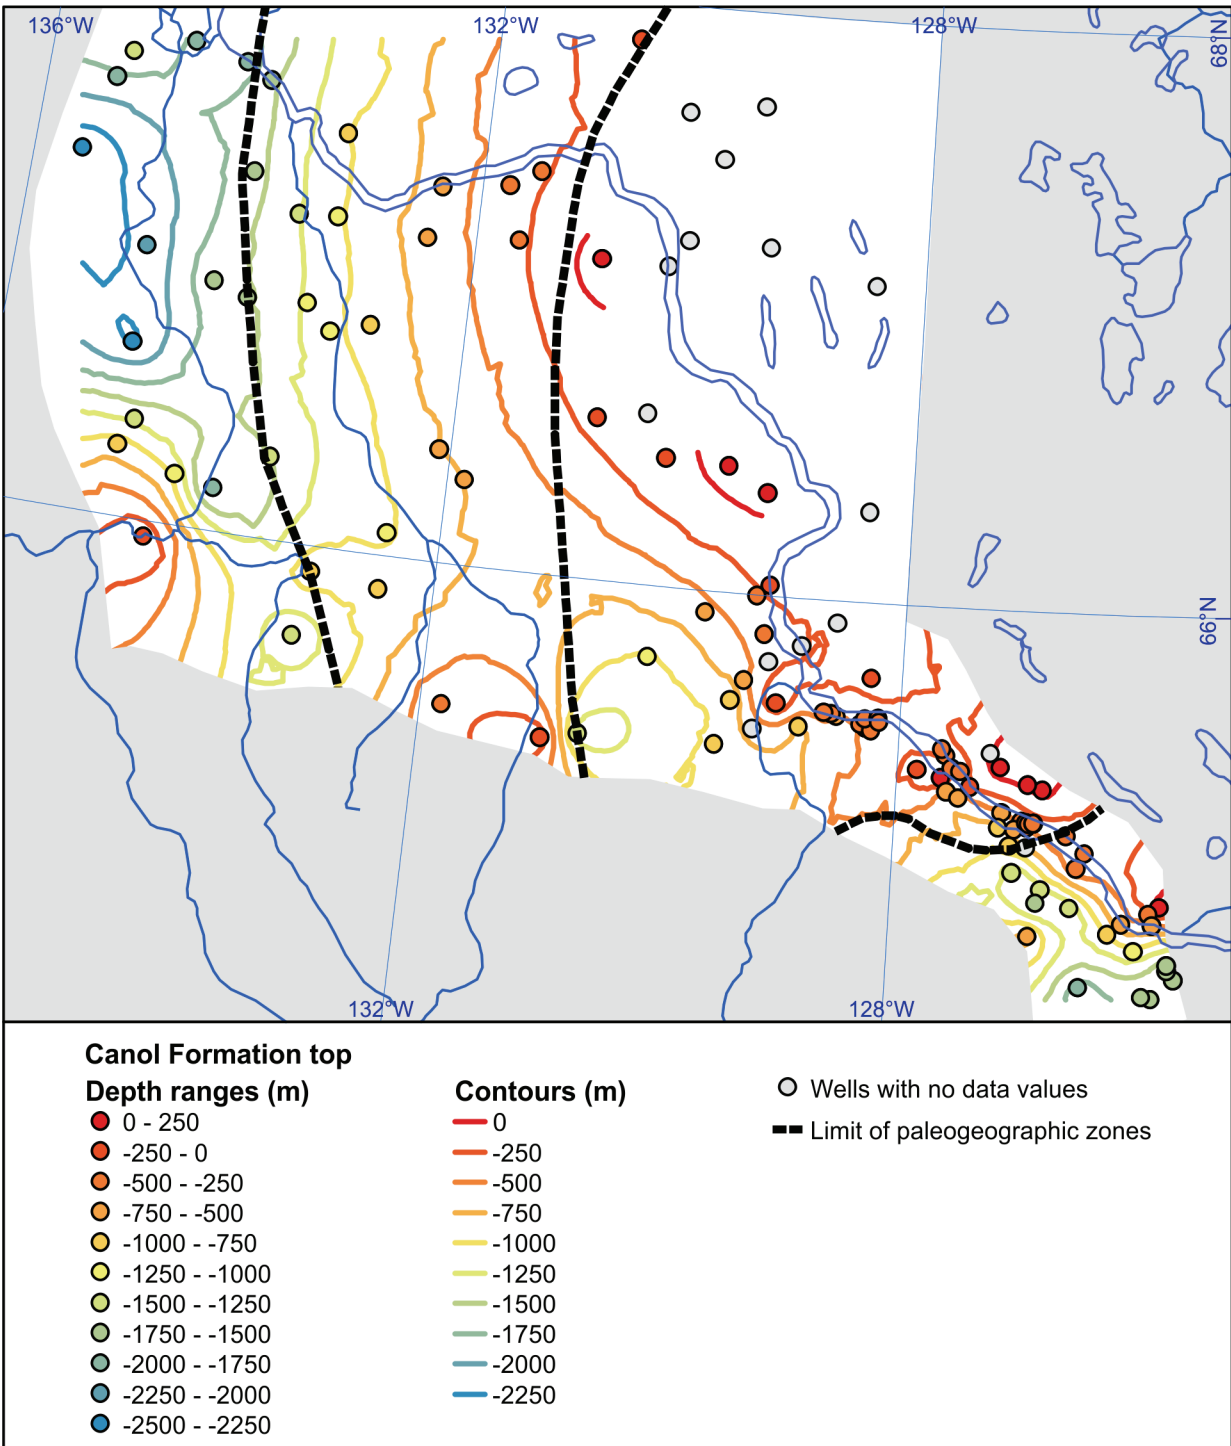 136°W
132°W
128°W
68°N
66°N
132°W
128°W
Canol Formation top
Depth ranges (m)
0 - 250
-250 - 0
-500 - -250
-750 - -500
-1000 - -750
-1250 - -1000
-1500 - -1250
-1750 - -1500
-2000 - -1750
-2250 - -2000
-2500 - -2250
Contours (m)
0
-250
-500
-750
-1000
-1250
-1500
-1750
-2000
-2250
Wells with no data values
Limit of paleogeographic zones